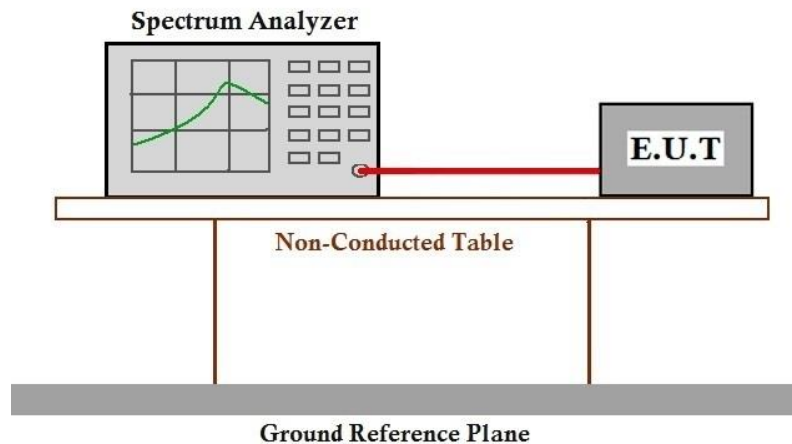 Spectrum Analyzer
E.U.T
Non-Conducted Table
Ground Reference Plane